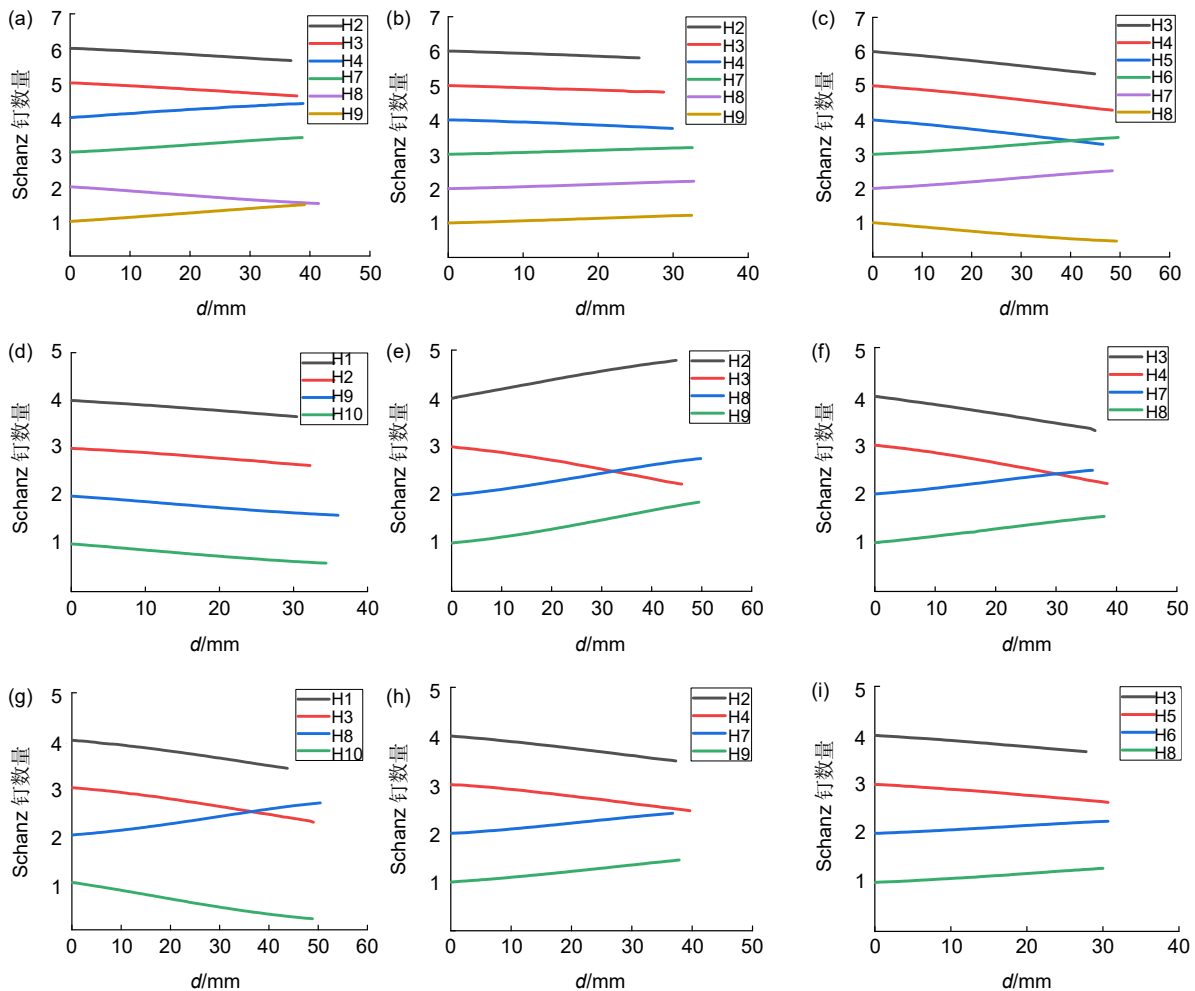 (a)
7
6
5
4
3
2
1
Schanz 钉数量
H2
H3
H4
H7
H8
H9
0
10
20
30
40
50
d/mm
(b)
7
6
5
4
3
2
1
Schanz 钉数量
H2
H3
H4
H7
H8
H9
0
10
20
30
40
d/mm
(c)
7
6
5
4
3
2
1
Schanz 钉数量
H3
H4
H5
H6
H7
H8
0
10
20
30
40
50
60
d/mm
(d)
5
4
3
2
1
Schanz 钉数量
H1
H2
H9
H10
0
10
20
30
40
d/mm
(e)
5
4
3
2
1
Schanz 钉数量
H2
H3
H8
H9
0
10
20
30
40
50
60
d/mm
(f)
5
4
3
2
1
Schanz 钉数量
H3
H4
H7
H8
0
10
20
30
40
50
d/mm
(g)
5
4
3
2
1
Schanz 钉数量
H1
H3
H8
H10
0
10
20
30
40
50
60
d/mm
(h)
5
4
3
2
1
Schanz 钉数量
H2
H4
H7
H9
0
10
20
30
40
50
d/mm
(i)
5
4
3
2
1
Schanz 钉数量
H3
H5
H6
H8
0
10
20
30
40
d/mm